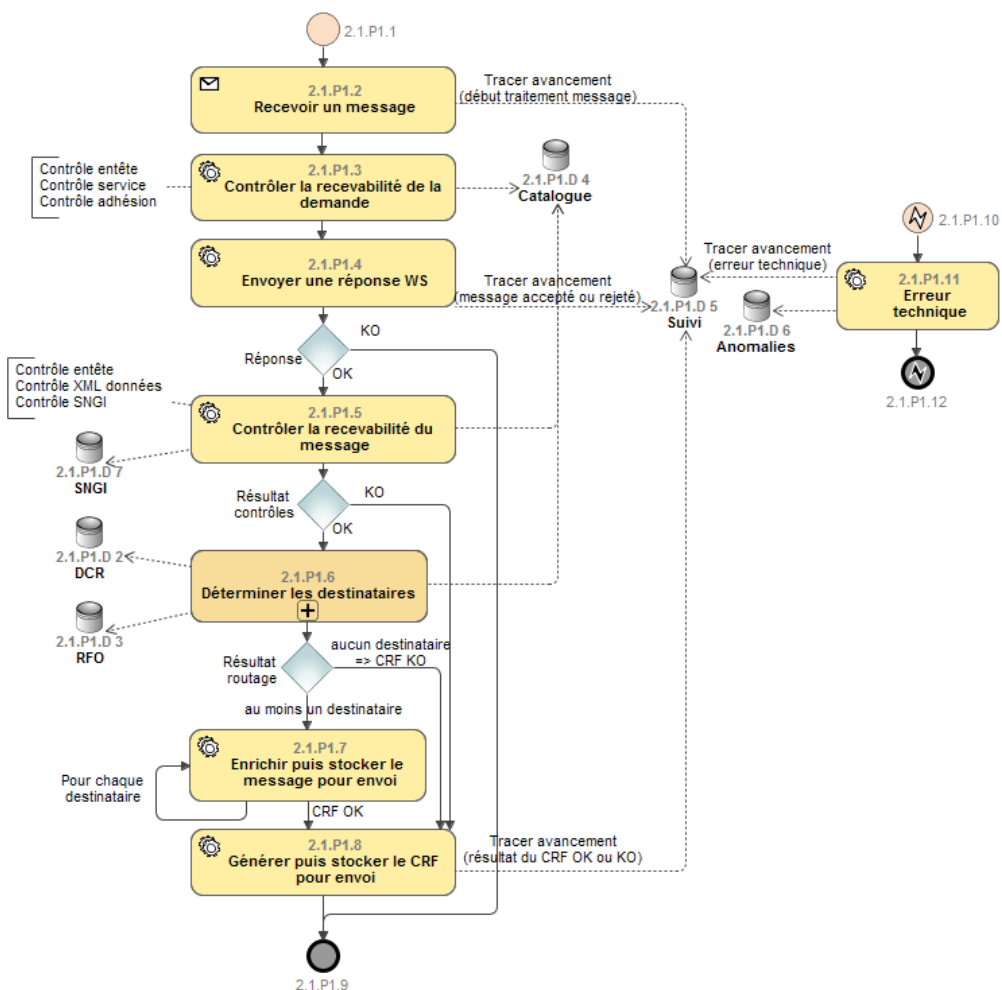 2.1.P1.1
2.1.P1.2
Recevoir un message
Tracer avancement
(début traitement message)
Contrôle entête
Contrôle service
Contrôle adhésion
2.1.P1.3
Contrôler la recevabilité de la
demande
2.1.P1.D 4
Catalogue
2.1.P1.10
2.1.P1.4
Envoyer une réponse WS
Tracer avancement
(message accepté ou rejeté)
2.1.P1.D 5
Suivi
Tracer avancement
(erreur technique)
2.1.P1.11
Erreur
technique
2.1.P1.D 6
Anomalies
2.1.P1.12
KO
Réponse
OK
Contrôle entête
Contrôle XML données
Contrôle SNGI
2.1.P1.5
Contrôler la recevabilité du
message
2.1.P1.D 7
SNGI
KO
Résultat
contrôles
OK
2.1.P1.D 2
DCR
2.1.P1.6
Déterminer les destinataires
2.1.P1.D 3
RFO
aucun destinataire
=> CRF KO
Résultat
routage
au moins un destinataire
2.1.P1.7
Enrichir puis stocker le
message pour envoi
Pour chaque
destinataire
CRF OK
2.1.P1.8
Générer puis stocker le CRF
pour envoi
Tracer avancement
(résultat du CRF OK ou KO)
2.1.P1.9